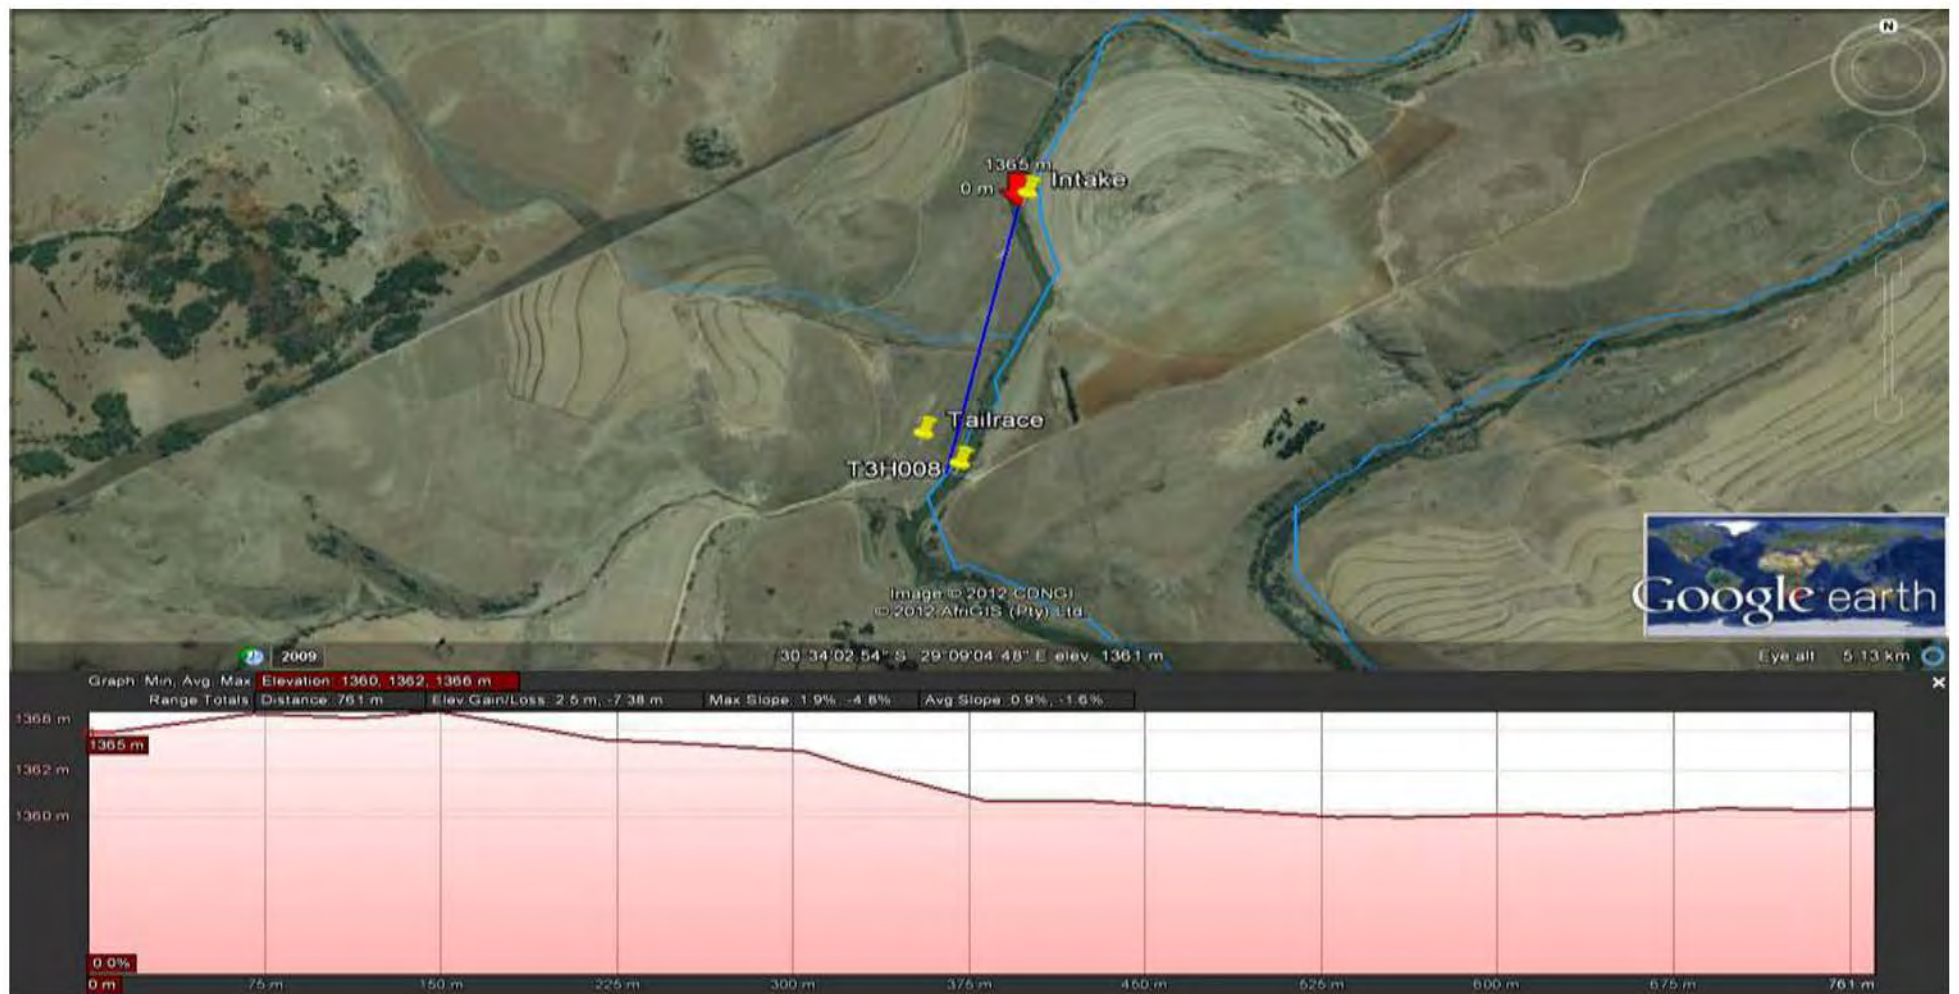 N
1365 m
0 m
Intake
Tailrace
T3H008
Image © 2012 CDNGI
© 2012 AfriGIS (Pty) Ltd.
Google earth
2009
30°34'02.54" S 29°09'04.48" E elev 1361 m
Eye alt 5.13 km
Graph: Min, Avg, Max Elevation: 1360, 1362, 1366 m
Range Totals: Distance: 761 m Elev Gain/Loss: 2.5 m, -7.38 m Max Slope: 1.9%, -4.8% Avg Slope: 0.9%, -1.6%
1366 m
1365 m
1362 m
1360 m
0.0%
0 m 75 m 150 m 225 m 300 m 375 m 450 m 525 m 600 m 675 m 761 m